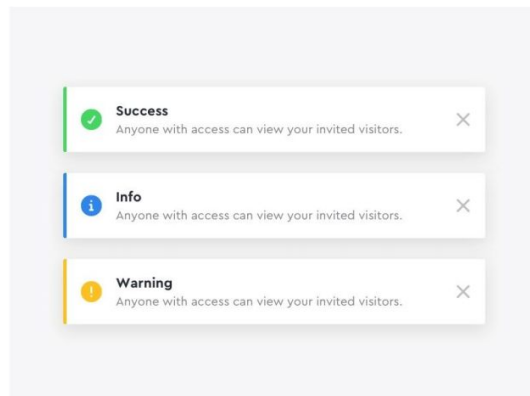 Success
Anyone with access can view your invited visitors.
Info
Anyone with access can view your invited visitors.
Warning
Anyone with access can view your invited visitors.